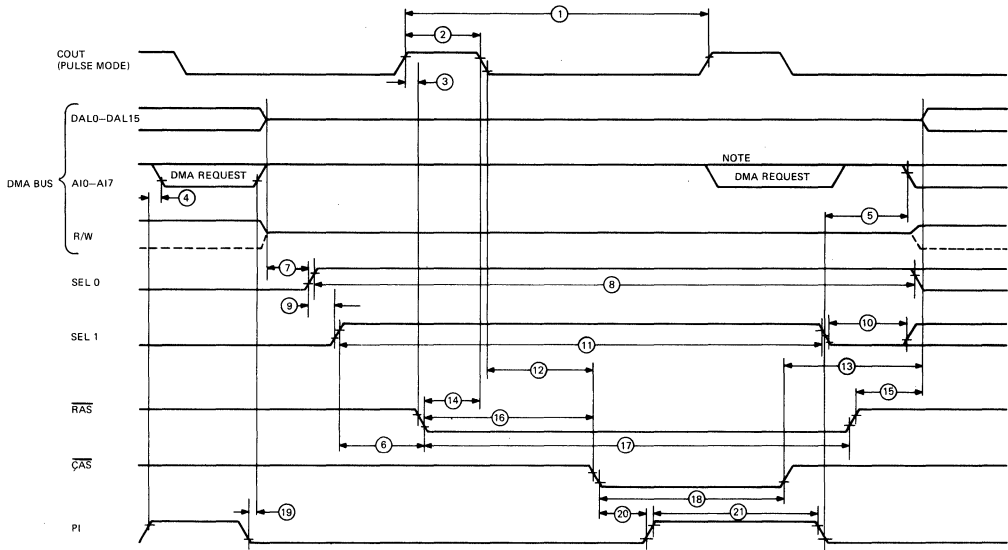 1
2
COUT
(PULSE MODE)
3
DAL0–DAL15
NOTE
DMA BUS
AI0–AI7
DMA REQUEST
DMA REQUEST
4
5
R/W
7
SEL 0
8
9
10
SEL 1
11
12
13
14
15
RAS
16
6
17
CAS
18
19
20
21
PI